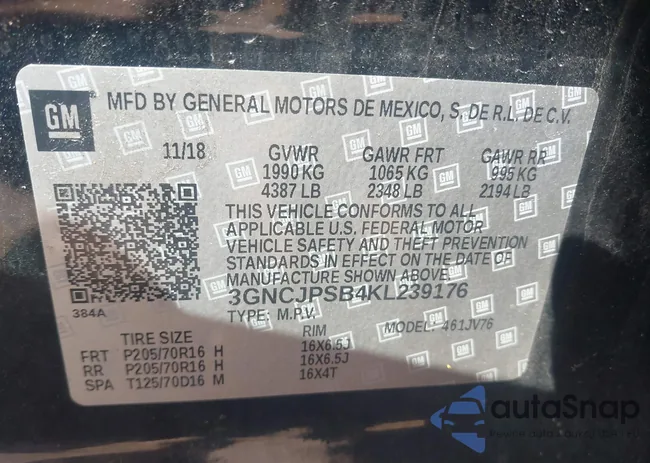 GM
MFD BY GENERAL MOTORS DE MEXICO, S. DE R.L. DE C.V.
11/18 GVWR GAWR FRT GAWR RR
1990 KG 1065 KG 995 KG
4387 LB 2348 LB 2194 LB
THIS VEHICLE CONFORMS TO ALL
APPLICABLE U.S. FEDERAL MOTOR
VEHICLE SAFETY AND THEFT PREVENTION
STANDARDS IN EFFECT ON THE DATE OF
MANUFACTURE SHOWN ABOVE.
3GNCJPSB4KL239176
384A
TYPE: M.P.V. MODEL: 461JV76
TIRE SIZE RIM
FRT P205/70R16 H 16X6.5J
RR P205/70R16 H 16X6.5J
SPA T125/70D16 M 16X4T
autoSnap